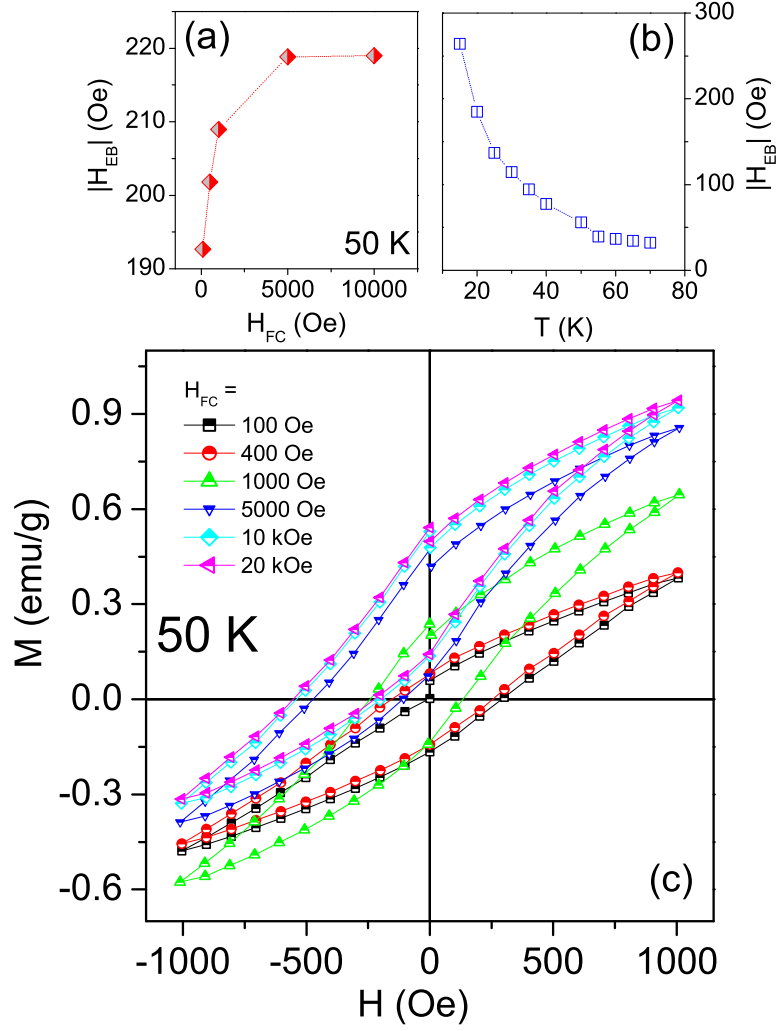 (a)
220
210
200
190
|H_EB| (Oe)
50 K
0 5000 10000
H_FC (Oe)
(b)
300
200
100
0
|H_EB| (Oe)
20 40 60 80
T (K)
H_FC =
100 Oe
400 Oe
1000 Oe
5000 Oe
10 kOe
20 kOe
50 K
0.9
0.6
0.3
0.0
-0.3
-0.6
M (emu/g)
(c)
-1000 -500 0 500 1000
H (Oe)